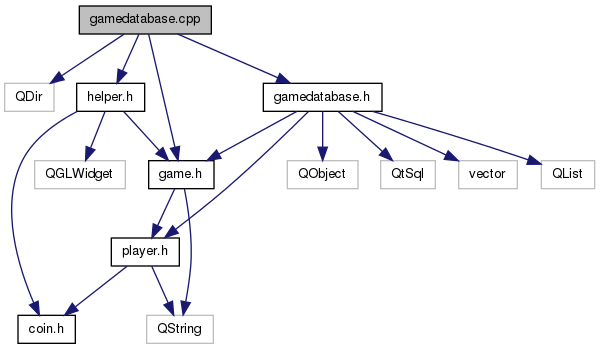 gamedatabase.cpp
QDir
helper.h
gamedatabase.h
QGLWidget
game.h
QObject
QtSql
vector
QList
player.h
coin.h
QString